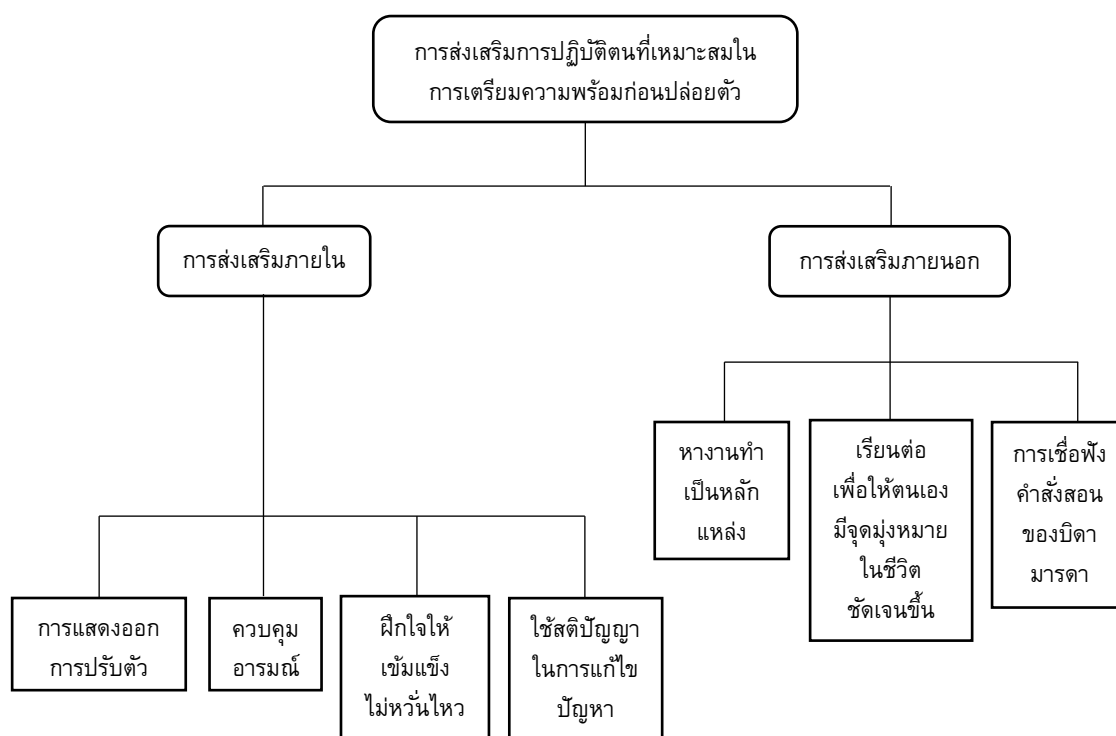 การส่งเสริมการปฏิบัติตนที่เหมาะสมใน
การเตรียมความพร้อมก่อนปล่อยตัว
การส่งเสริมภายใน
การส่งเสริมภายนอก
หางานทำ
เป็นหลัก
แหล่ง
เรียนต่อ
เพื่อให้ตนเอง
มีจุดมุ่งหมาย
ในชีวิต
ชัดเจนขึ้น
การเชื่อฟัง
คำสั่งสอน
ของบิดา
มารดา
การแสดงออก
การปรับตัว
ควบคุม
อารมณ์
ฝึกใจให้
เข้มแข็ง
ไม่หวั่นไหว
ใช้สติปัญญา
ในการแก้ไข
ปัญหา